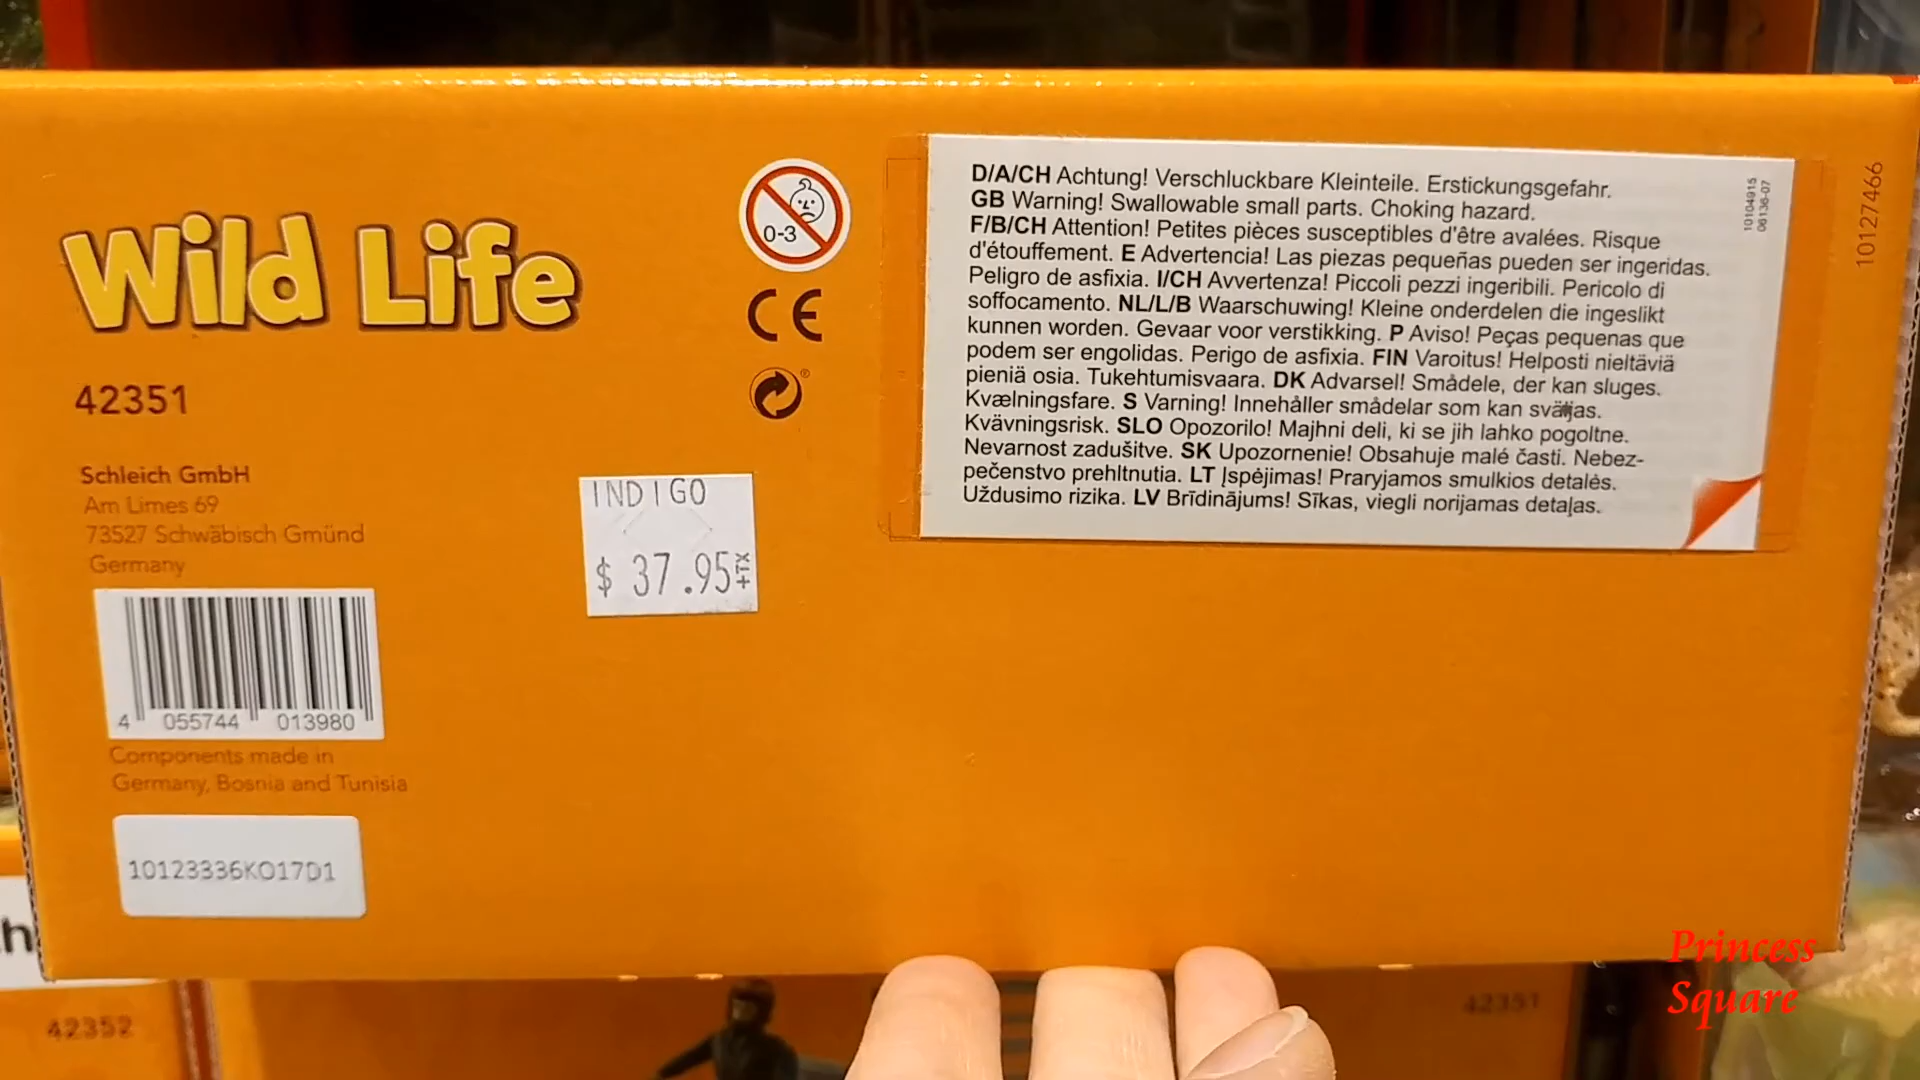 Wild Life
42351
Schleich GmbH
Am Limes 69
73527 Schwäbisch Gmünd
Germany
4 055744 013980
Components made in
Germany, Bosnia and Tunisia
10123336KO17D1
INDIGO
$ 37.95+TX
0-3
CE
D/A/CH Achtung! Verschluckbare Kleinteile. Erstickungsgefahr.
GB Warning! Swallowable small parts. Choking hazard.
F/B/CH Attention! Petites pièces susceptibles d'être avalées. Risque
d'étouffement. E Advertencia! Las piezas pequeñas pueden ser ingeridas.
Peligro de asfixia. I/CH Avvertenza! Piccoli pezzi ingeribili. Pericolo di
soffocamento. NL/L/B Waarschuwing! Kleine onderdelen die ingeslikt
kunnen worden. Gevaar voor verstikking. P Aviso! Peças pequenas que
podem ser engolidas. Perigo de asfixia. FIN Varoitus! Helposti nieltäviä
pieniä osia. Tukehtumisvaara. DK Advarsel! Smådele, der kan sluges.
Kvælningsfare. S Varning! Innehåller smådelar som kan sväljas.
Kvävningsrisk. SLO Opozorilo! Majhni deli, ki se jih lahko pogoltne.
Nevarnost zadušitve. SK Upozornenie! Obsahuje malé časti. Nebez-
pečenstvo prehltnutia. LT Įspėjimas! Praryjamos smulkios detalės.
Uždusimo rizika. LV Brīdinājums! Sīkas, viegli norijamas detaļas.
10104915
06136-07
10127466
h
42352
42351
Princess
Square